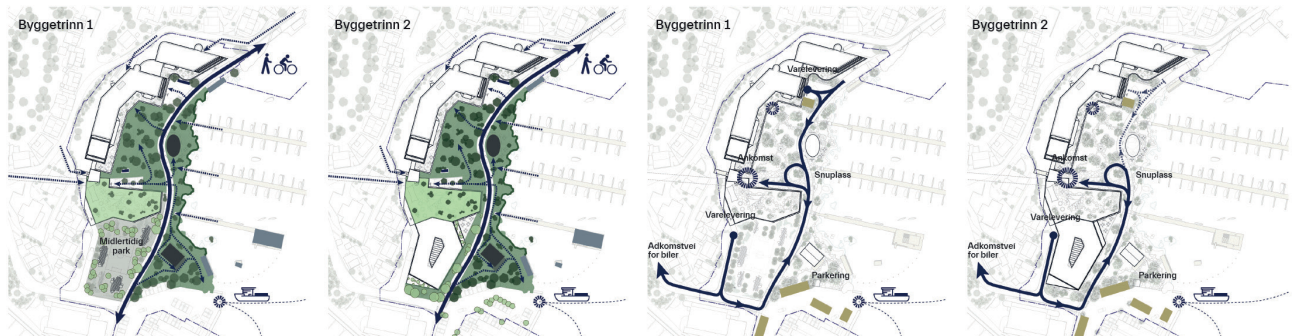 Byggetrinn 1
Midlertidig
park
Byggetrinn 2
Byggetrinn 1
Varelevering
Ankomst
Snuplass
Varelevering
Adkomstvei
for biler
Parkering
Byggetrinn 2
Ankomst
Snuplass
Varelevering
Adkomstvei
for biler
Parkering